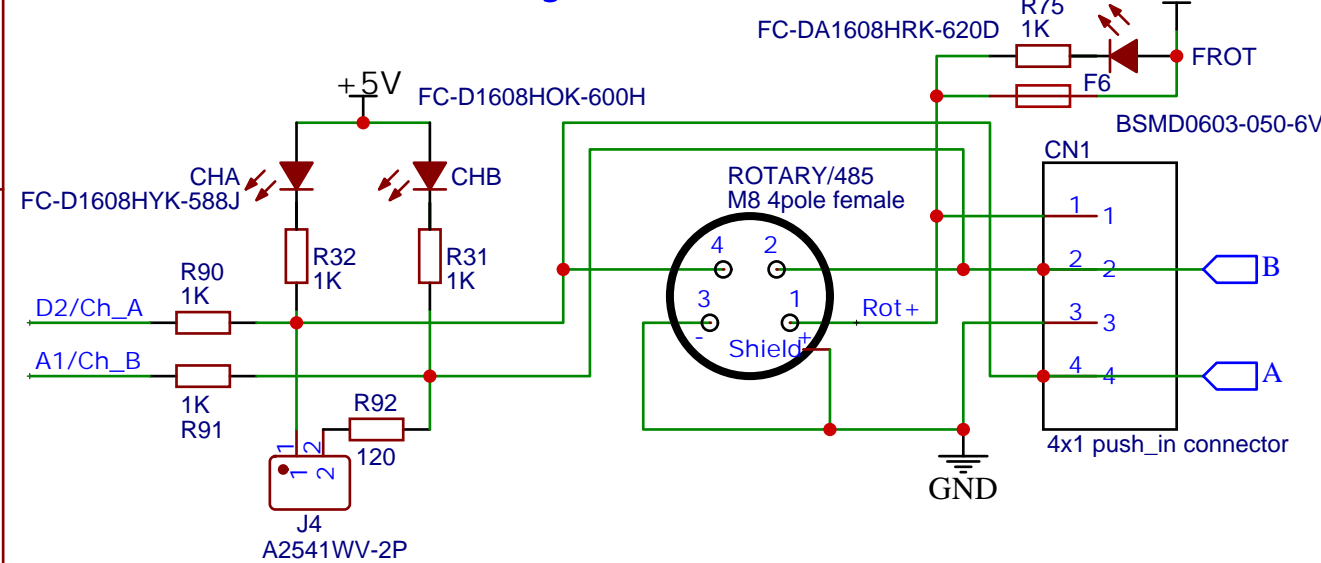 R75
1K
FC-DA1608HRK-620D
FROT
F6
BSMD0603-050-6V
+5V
FC-D1608HOK-600H
CHA
FC-D1608HYK-588J
CHB
R32
1K
R31
1K
R90
1K
D2/Ch_A
A1/Ch_B
1K
R91
R92
120
1
2
1
2
J4
A2541WV-2P
ROTARY/485
M8 4pole female
4
2
3
1
-
+
Shield
Rot+
CN1
1
1
2
2
B
3
3
4
4
A
4x1 push_in connector
GND